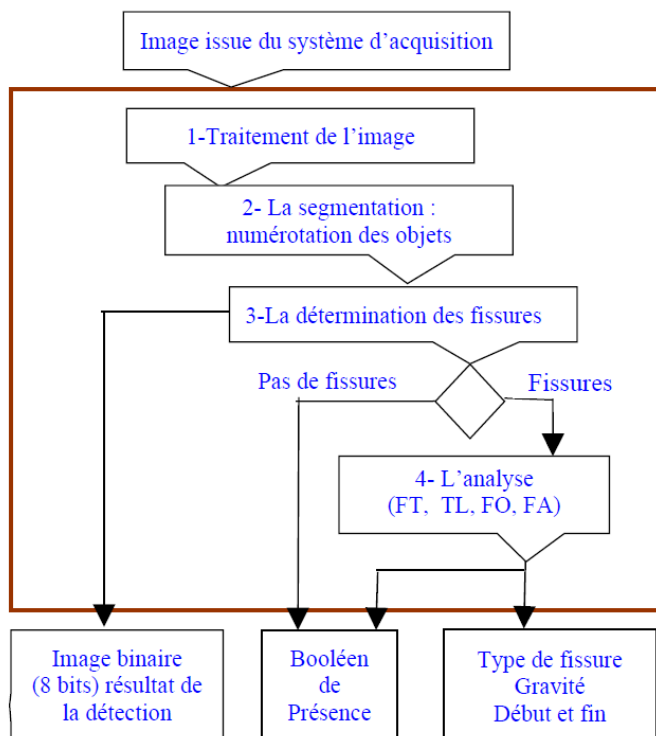 Image issue du système d'acquisition
1-Traitement de l'image
2- La segmentation :
numérotation des objets
3-La détermination des fissures
Pas de fissures
Fissures
4- L'analyse
(FT, TL, FO, FA)
Image binaire
(8 bits) résultat de
la détection
Booléen
de
Présence
Type de fissure
Gravité
Début et fin